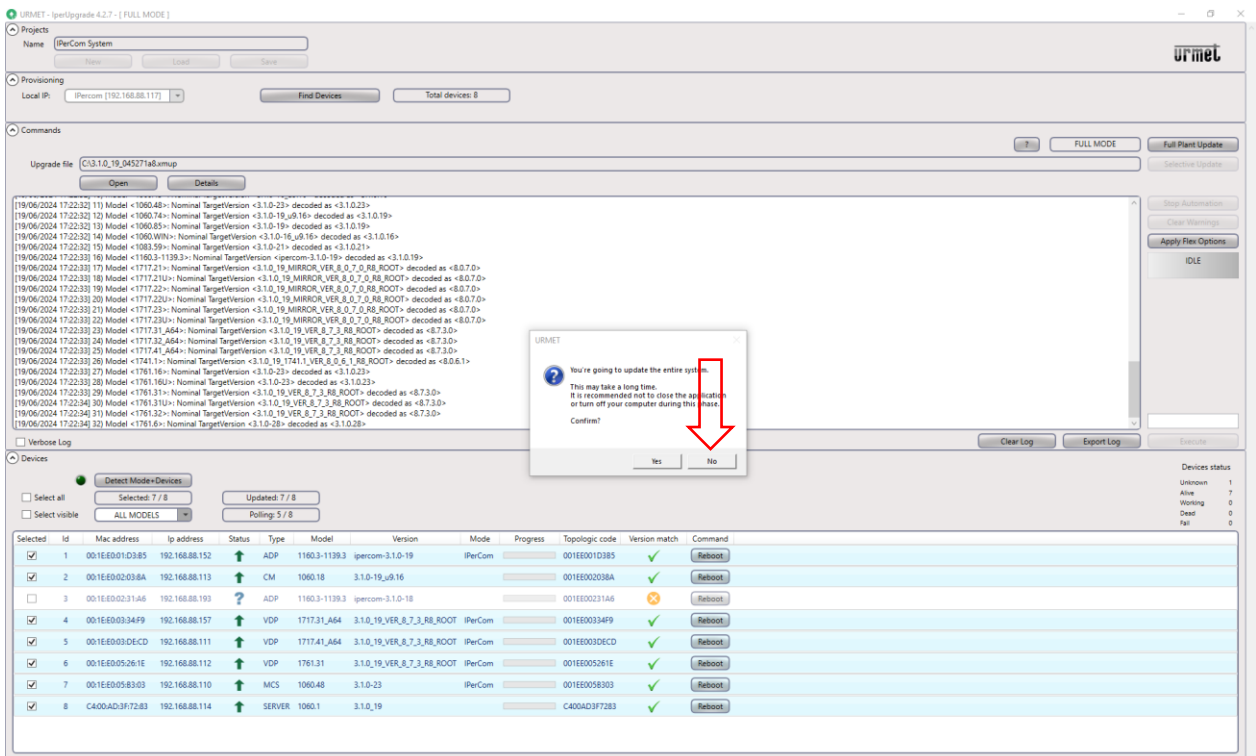 URMET - IperUpgrade 4.2.7 - [ FULL MODE ]
Projects
Name IPerCom System
New Load Save
urmet
Provisioning
Local IP: IPercom [192.168.88.117] Find Devices Total devices: 8
Commands
? FULL MODE Full Plant Update
Upgrade file C:\3.1.0_19_045271a8.xmup Selective Update
Open Details
[19/06/2024 17:22:32] 11) Model <1060.48>: Nominal TargetVersion <3.1.0-23> decoded as <3.1.0.23>
[19/06/2024 17:22:32] 12) Model <1060.74>: Nominal TargetVersion <3.1.0-19_u9.16> decoded as <3.1.0.19>
[19/06/2024 17:22:32] 13) Model <1060.85>: Nominal TargetVersion <3.1.0-19> decoded as <3.1.0.19>
[19/06/2024 17:22:32] 14) Model <1060.WIN>: Nominal TargetVersion <3.1.0-16_u9.16> decoded as <3.1.0.16>
[19/06/2024 17:22:32] 15) Model <1083.59>: Nominal TargetVersion <3.1.0-21> decoded as <3.1.0.21>
[19/06/2024 17:22:33] 16) Model <1160.3-1139.3>: Nominal TargetVersion <ipercom-3.1.0-19> decoded as <3.1.0.19>
[19/06/2024 17:22:33] 17) Model <1717.21>: Nominal TargetVersion <3.1.0_19_MIRROR_VER_8_0_7_0_R8_ROOT> decoded as <8.0.7.0>
[19/06/2024 17:22:33] 18) Model <1717.21U>: Nominal TargetVersion <3.1.0_19_MIRROR_VER_8_0_7_0_R8_ROOT> decoded as <8.0.7.0>
[19/06/2024 17:22:33] 19) Model <1717.22>: Nominal TargetVersion <3.1.0_19_MIRROR_VER_8_0_7_0_R8_ROOT> decoded as <8.0.7.0>
[19/06/2024 17:22:33] 20) Model <1717.22U>: Nominal TargetVersion <3.1.0_19_MIRROR_VER_8_0_7_0_R8_ROOT> decoded as <8.0.7.0>
[19/06/2024 17:22:33] 21) Model <1717.23>: Nominal TargetVersion <3.1.0_19_MIRROR_VER_8_0_7_0_R8_ROOT> decoded as <8.0.7.0>
[19/06/2024 17:22:33] 22) Model <1717.23U>: Nominal TargetVersion <3.1.0_19_MIRROR_VER_8_0_7_0_R8_ROOT> decoded as <8.0.7.0>
[19/06/2024 17:22:33] 23) Model <1717.31_A64>: Nominal TargetVersion <3.1.0_19_VER_8_7_3_R8_ROOT> decoded as <8.7.3.0>
[19/06/2024 17:22:33] 24) Model <1717.32_A64>: Nominal TargetVersion <3.1.0_19_VER_8_7_3_R8_ROOT> decoded as <8.7.3.0>
[19/06/2024 17:22:33] 25) Model <1717.41_A64>: Nominal TargetVersion <3.1.0_19_VER_8_7_3_R8_ROOT> decoded as <8.7.3.0>
[19/06/2024 17:22:33] 26) Model <1741.1>: Nominal TargetVersion <3.1.0_19_1741.1_VER_8_0_6_1_R8_ROOT> decoded as <8.0.6.1>
[19/06/2024 17:22:33] 27) Model <1761.16>: Nominal TargetVersion <3.1.0-23> decoded as <3.1.0.23>
[19/06/2024 17:22:33] 28) Model <1761.16U>: Nominal TargetVersion <3.1.0-23> decoded as <3.1.0.23>
[19/06/2024 17:22:33] 29) Model <1761.31>: Nominal TargetVersion <3.1.0_19_VER_8_7_3_R8_ROOT> decoded as <8.7.3.0>
[19/06/2024 17:22:34] 30) Model <1761.31U>: Nominal TargetVersion <3.1.0_19_VER_8_7_3_R8_ROOT> decoded as <8.7.3.0>
[19/06/2024 17:22:34] 31) Model <1761.32>: Nominal TargetVersion <3.1.0_19_VER_8_7_3_R8_ROOT> decoded as <8.7.3.0>
[19/06/2024 17:22:34] 32) Model <1761.6>: Nominal TargetVersion <3.1.0-28> decoded as <3.1.0.28>
Stop Automation
Clear Warnings
Apply Flex Options
IDLE
URMET
You're going to update the entire system.
This may take a long time.
It is recommended not to close the application
or turn off your computer during this phase.
Confirm?
Yes No
Verbose Log Clear Log Export Log Execute
Devices
Detect Mode+Devices
Select all Selected: 7 / 8 Updated: 7 / 8
Select visible ALL MODELS Polling: 5 / 8
Devices status
Unknown 1
Alive 7
Working 0
Dead 0
Fail 0
Selected Id Mac address Ip address Status Type Model Version Mode Progress Topologic code Version match Command
1 00:1E:E0:01:D3:85 192.168.88.152 ADP 1160.3-1139.3 ipercom-3.1.0-19 IPerCom 001EE001D385 Reboot
2 00:1E:E0:02:03:8A 192.168.88.113 CM 1060.18 3.1.0-19_u9.16 001EE002038A Reboot
3 00:1E:E0:02:31:A6 192.168.88.193 ? ADP 1160.3-1139.3 ipercom-3.1.0-18 001EE00231A6 Reboot
4 00:1E:E0:03:34:F9 192.168.88.157 VDP 1717.31_A64 3.1.0_19_VER_8_7_3_R8_ROOT IPerCom 001EE00334F9 Reboot
5 00:1E:E0:03:DE:CD 192.168.88.111 VDP 1717.41_A64 3.1.0_19_VER_8_7_3_R8_ROOT IPerCom 001EE003DECD Reboot
6 00:1E:E0:05:26:1E 192.168.88.112 VDP 1761.31 3.1.0_19_VER_8_7_3_R8_ROOT IPerCom 001EE005261E Reboot
7 00:1E:E0:05:B3:03 192.168.88.110 MCS 1060.48 3.1.0-23 IPerCom 001EE005B303 Reboot
8 C4:00:AD:3F:72:83 192.168.88.114 SERVER 1060.1 3.1.0_19 C400AD3F7283 Reboot